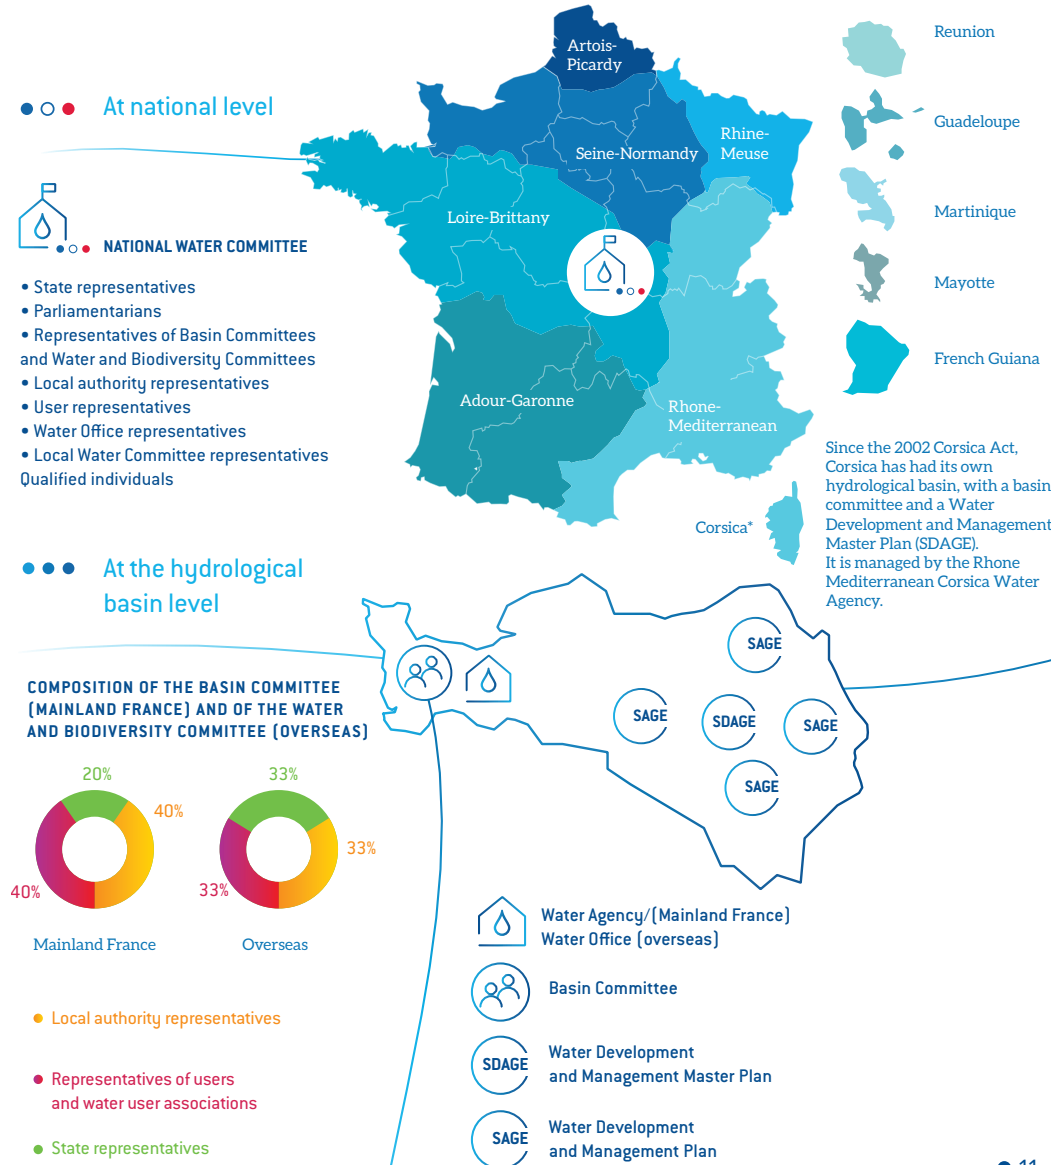 Artois-
Picardy
Seine-Normandy
Rhine-
Meuse
Loire-Brittany
Adour-Garonne
Rhone-
Mediterranean
Corsica*
Reunion
Guadeloupe
Martinique
Mayotte
French Guiana
At national level
NATIONAL WATER COMMITTEE
• State representatives
• Parliamentarians
• Representatives of Basin Committees
and Water and Biodiversity Committees
• Local authority representatives
• User representatives
• Water Office representatives
• Local Water Committee representatives
Qualified individuals
Since the 2002 Corsica Act,
Corsica has had its own
hydrological basin, with a basin
committee and a Water
Development and Management
Master Plan (SDAGE).
It is managed by the Rhone
Mediterranean Corsica Water
Agency.
At the hydrological
basin level
SAGE
SAGE
SDAGE
SAGE
SAGE
COMPOSITION OF THE BASIN COMMITTEE
(MAINLAND FRANCE) AND OF THE WATER
AND BIODIVERSITY COMMITTEE (OVERSEAS)
20%
40%
40%
Mainland France
33%
33%
33%
Overseas
• Local authority representatives
• Representatives of users
and water user associations
• State representatives
Water Agency/(Mainland France)
Water Office (overseas)
Basin Committee
SDAGE
Water Development
and Management Master Plan
SAGE
Water Development
and Management Plan